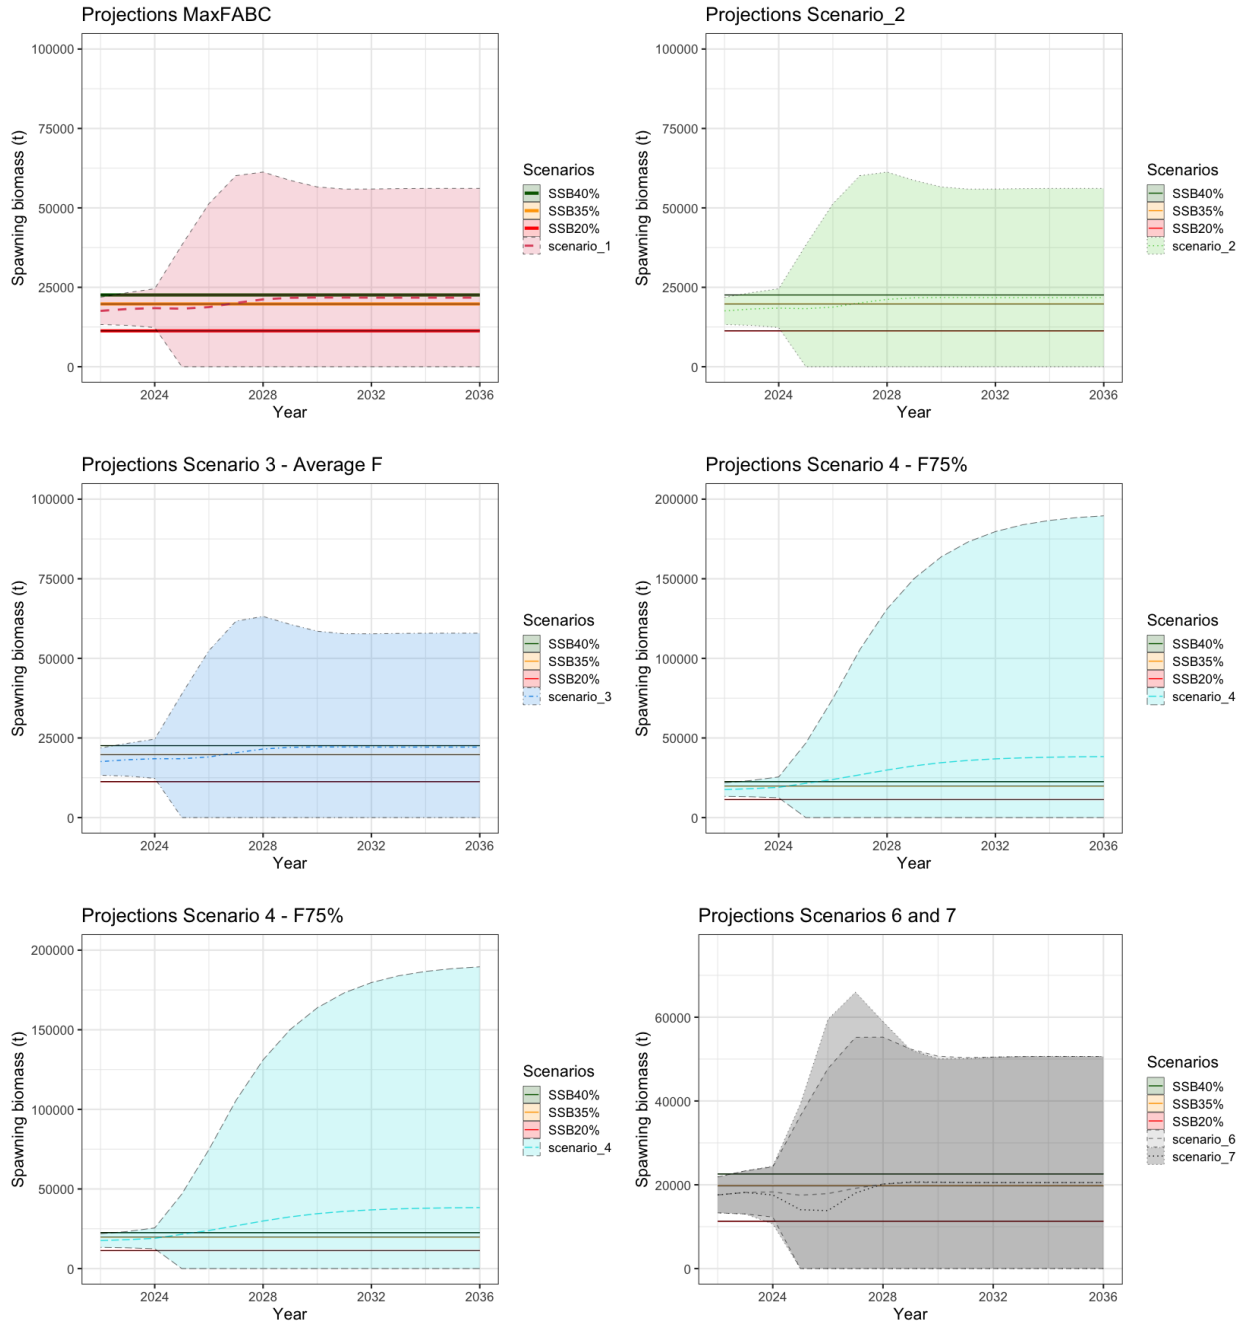 Projections MaxFABC
Spawning biomass (t)
100000
75000
50000
25000
0
2024 2028 2032 2036
Year
Scenarios
SSB40%
SSB35%
SSB20%
scenario_1
Projections Scenario_2
Spawning biomass (t)
100000
75000
50000
25000
0
2024 2028 2032 2036
Year
Scenarios
SSB40%
SSB35%
SSB20%
scenario_2
Projections Scenario 3 - Average F
Spawning biomass (t)
100000
75000
50000
25000
0
2024 2028 2032 2036
Year
Scenarios
SSB40%
SSB35%
SSB20%
scenario_3
Projections Scenario 4 - F75%
Spawning biomass (t)
200000
150000
100000
50000
0
2024 2028 2032 2036
Year
Scenarios
SSB40%
SSB35%
SSB20%
scenario_4
Projections Scenario 4 - F75%
Spawning biomass (t)
200000
150000
100000
50000
0
2024 2028 2032 2036
Year
Scenarios
SSB40%
SSB35%
SSB20%
scenario_4
Projections Scenarios 6 and 7
Spawning biomass (t)
60000
40000
20000
0
2024 2028 2032 2036
Year
Scenarios
SSB40%
SSB35%
SSB20%
scenario_6
scenario_7